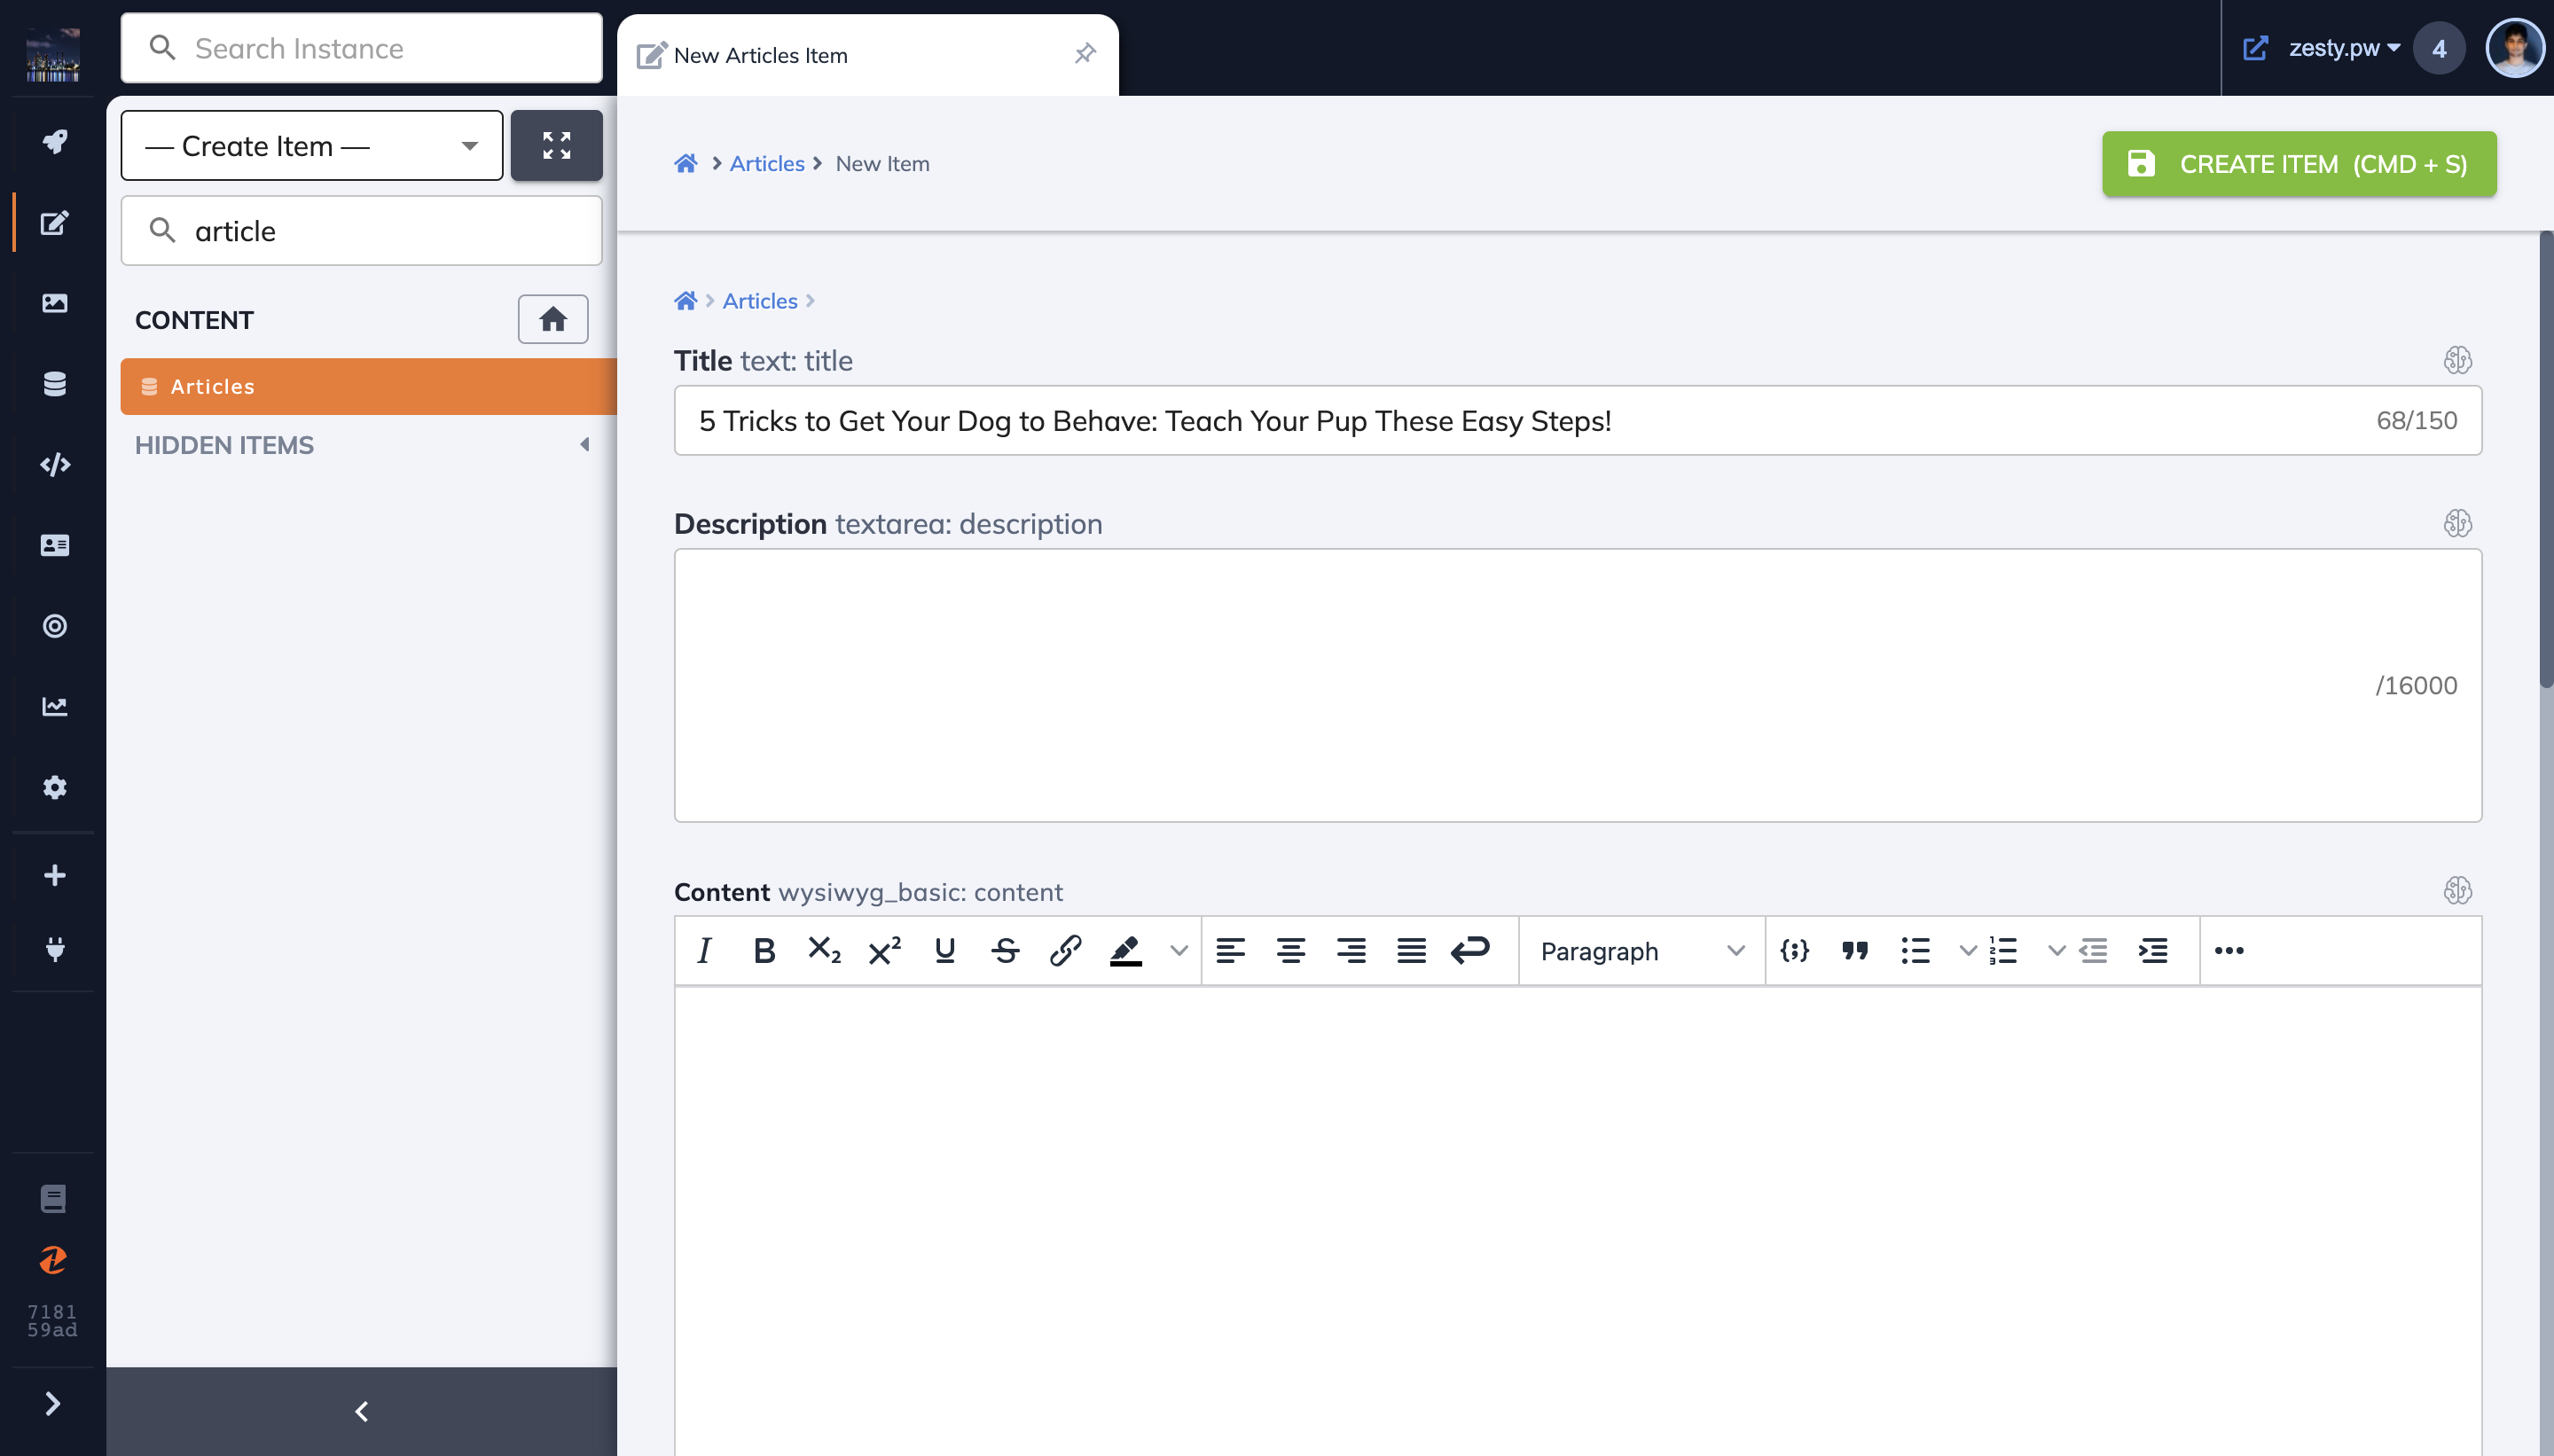 Search Instance
New Articles Item
zesty.pw
4
— Create Item —
article
CONTENT
Articles
HIDDEN ITEMS
7181
59ad
Articles New Item
CREATE ITEM (CMD + S)
Articles
Title text: title
5 Tricks to Get Your Dog to Behave: Teach Your Pup These Easy Steps!
68/150
Description textarea: description
/16000
Content wysiwyg_basic: content
Paragraph